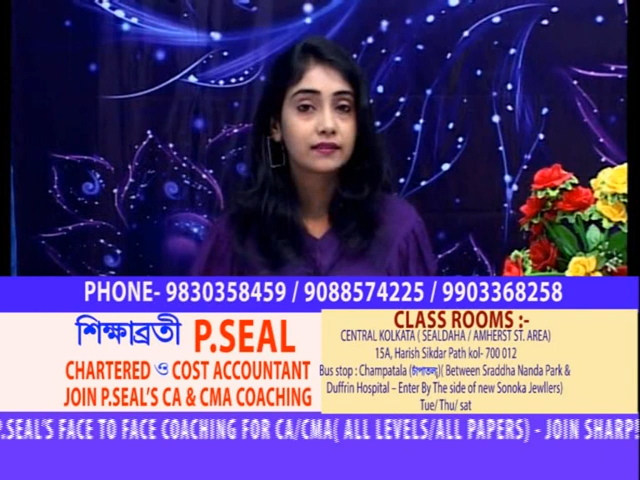 PHONE- 9830358459 / 9088574225 / 9903368258
শিক্ষাব্রতী P.SEAL
CHARTERED ও COST ACCOUNTANT
JOIN P.SEAL'S CA & CMA COACHING
CLASS ROOMS :-
CENTRAL KOLKATA ( SEALDAHA / AMHERST ST. AREA)
15A, Harish Sikdar Path kol- 700 012
Bus stop : Champatala (চাঁপাতলা)( Between Sraddha Nanda Park &
Duffrin Hospital – Enter By The side of new Sonoka Jewllers)
Tue/ Thu/ sat
P.SEAL'S FACE TO FACE COACHING FOR CA/CMA( ALL LEVELS/ALL PAPERS) - JOIN SHARP!